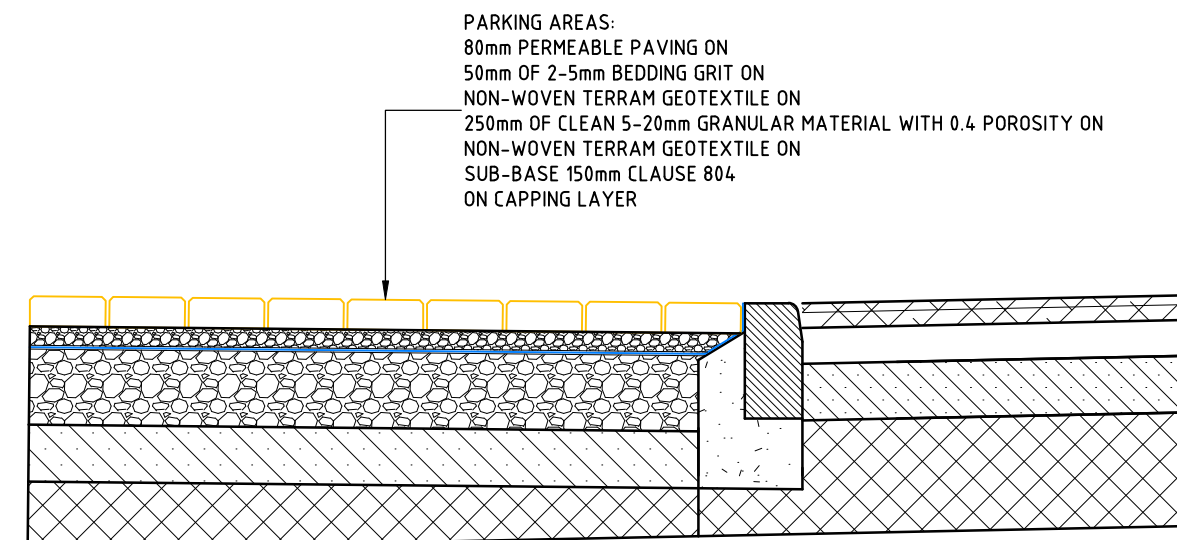 PARKING AREAS:
80mm PERMEABLE PAVING ON
50mm OF 2-5mm BEDDING GRIT ON
NON-WOVEN TERRAM GEOTEXTILE ON
250mm OF CLEAN 5-20mm GRANULAR MATERIAL WITH 0.4 POROSITY ON
NON-WOVEN TERRAM GEOTEXTILE ON
SUB-BASE 150mm CLAUSE 804
ON CAPPING LAYER